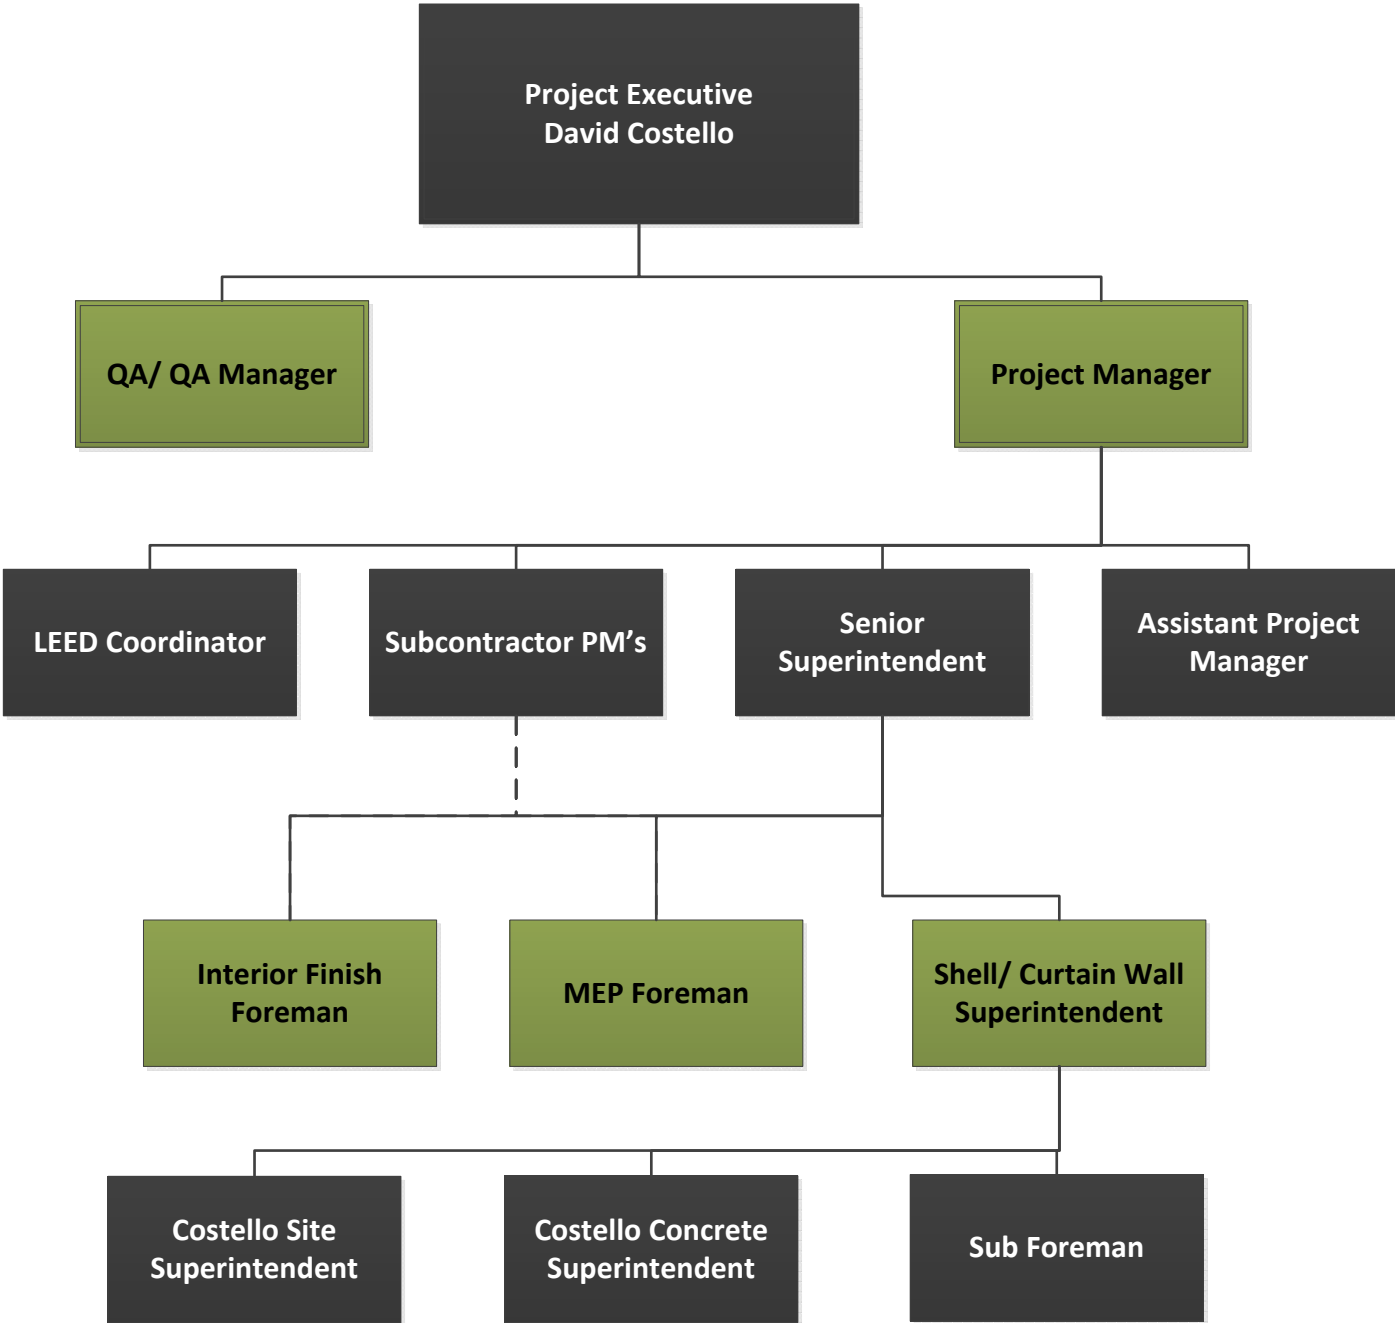 Project Executive
David Costello
QA/ QA Manager
Project Manager
LEED Coordinator
Subcontractor PM’s
Senior
Superintendent
Assistant Project
Manager
Interior Finish
Foreman
MEP Foreman
Shell/ Curtain Wall
Superintendent
Costello Site
Superintendent
Costello Concrete
Superintendent
Sub Foreman